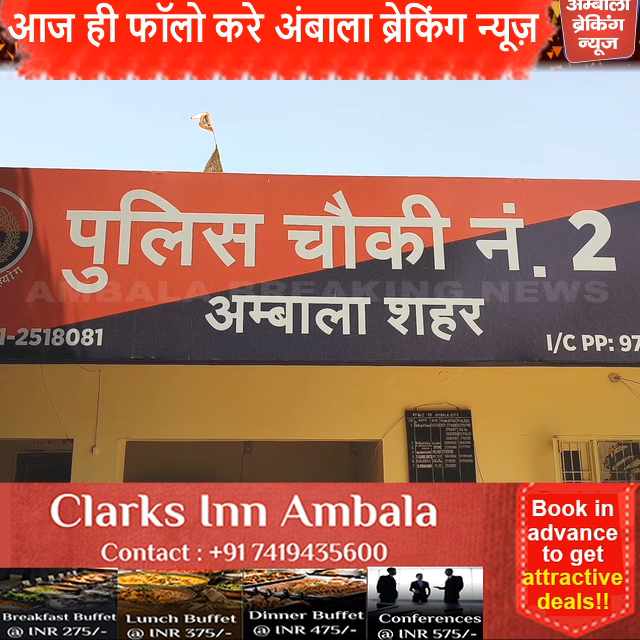 आज ही फॉलो करे अंबाला ब्रेकिंग न्यूज़
अम्बाला
ब्रेकिंग
न्यूज
पुलिस चौकी नं. 2
AMBALA BREAKING NEWS
अम्बाला शहर
1-2518081
I/C PP: 97
Clarks Inn Ambala
Contact : +91 7419435600
Book in
advance
to get
attractive
deals!!
Breakfast Buffet
@ INR 275/-
Lunch Buffet
@ INR 375/-
Dinner Buffet
@ INR 475/-
Conferences
@ INR 575/-